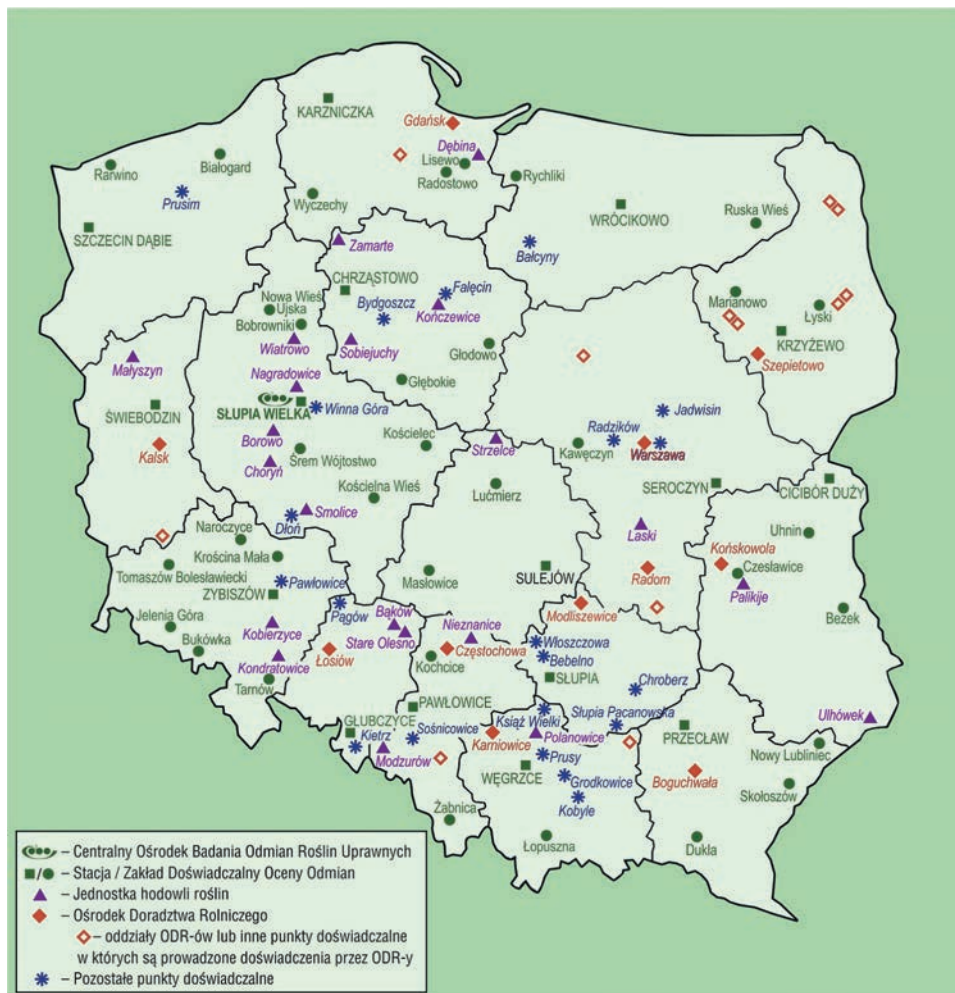 KARZNICZKA
Gdańsk
Dębina
Lisewo
Radostowo
Rarwino
Białogard
Prusim
Wyczechy
SZCZECIN DĄBIE
Rychliki
WRÓCIKOWO
Ruska Wieś
Bałcyny
Zamarte
CHRZĄSTOWO
Falęcin
Bydgoszcz
Kończewice
Nowa Wieś
Ujska
Bobrowniki
Wiatrowo
Sobiejuchy
Głodowo
Głębokie
Marianowo
Łyski
KRZYŻEWO
Szepietowo
Małyszyn
Nagradowice
ŚWIEBODZIN
SŁUPIA WIELKA
Winna Góra
Kalsk
Borowo
Choryń
Śrem Wójtostwo
Kościelec
Strzelce
Jadwisin
Radzików
Kawęczyn
Warszawa
Kościelna Wieś
Lućmierz
SEROCZYN
CICIBÓR DUŻY
Smolice
Dłoń
Laski
Uhnin
Naroczyce
Krościna Mała
Tomaszów Bolesławiecki
Pawłowice
ZYBISZÓW
Masłowice
SULEJÓW
Radom
Końskowola
Czesławice
Palikije
Pągów
Modliszewice
Bezek
Jelenia Góra
Bukówka
Kobierzyce
Bąków
Nieznanice
Stare Olesno
Kondratowice
Łosiów
Częstochowa
Kochcice
Włoszczowa
Bebelno
SŁUPIA
Chroberz
Tarnów
PAWŁOWICE
Ulhówek
GŁUBCZYCE
Sośnicowice
Książ Wielki
Słupia Pacanowska
Kietrz
Karniowice
Polanowice
PRZECŁAW
Modzurów
Prusy
Nowy Lubliniec
WĘGRZCE
Grodkowice
Boguchwała
Skołoszów
Kobyle
Żabnica
Łopuszna
Dukla
– Centralny Ośrodek Badania Odmian Roślin Uprawnych
– Stacja / Zakład Doświadczalny Oceny Odmian
– Jednostka hodowli roślin
– Ośrodek Doradztwa Rolniczego
– oddziały ODR-ów lub inne punkty doświadczalne
w których są prowadzone doświadczenia przez ODR-y
– Pozostałe punkty doświadczalne